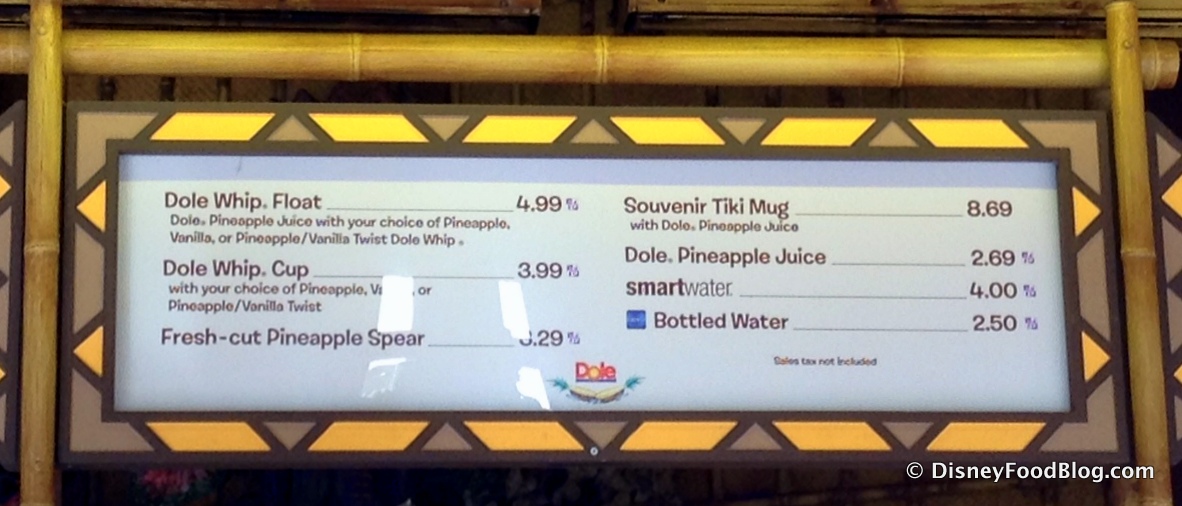 Dole Whip® Float 4.99
Dole® Pineapple Juice with your choice of Pineapple,
Vanilla, or Pineapple/Vanilla Twist Dole Whip®
Dole Whip® Cup 3.99
with your choice of Pineapple, or
Pineapple/Vanilla Twist
Fresh-cut Pineapple Spear .29
Souvenir Tiki Mug 8.69
with Dole® Pineapple Juice
Dole® Pineapple Juice 2.69
smartwater 4.00
Bottled Water 2.50
Sales tax not included
Dole
© DisneyFoodBlog.com